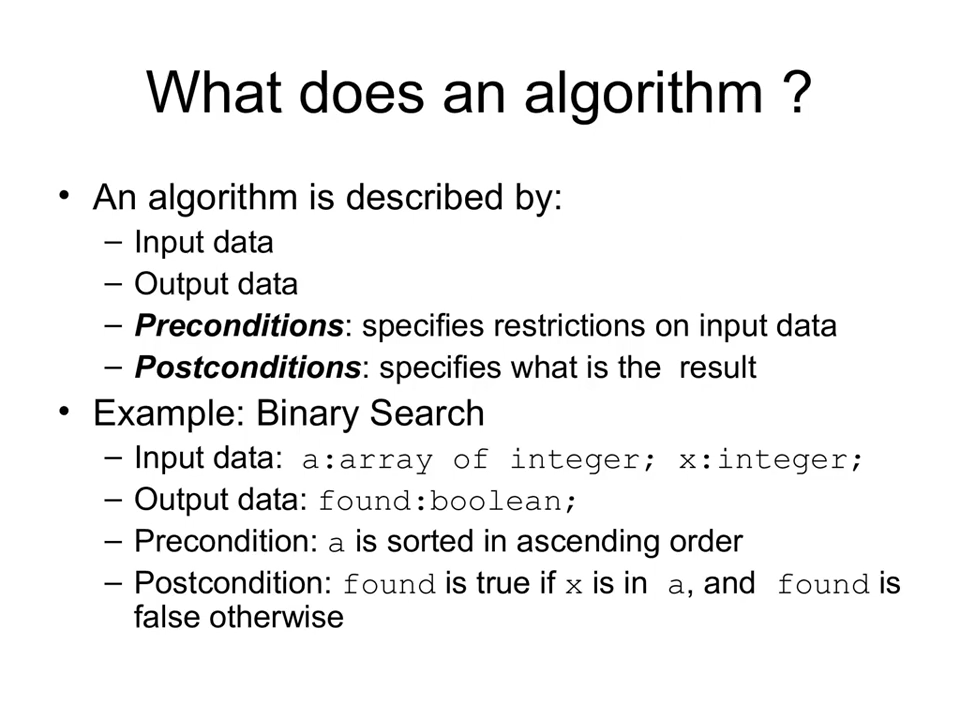 What does an algorithm ?
• An algorithm is described by:
– Input data
– Output data
– Preconditions: specifies restrictions on input data
– Postconditions: specifies what is the  result
• Example: Binary Search
– Input data: a:array of integer; x:integer;
– Output data: found:boolean;
– Precondition: a is sorted in ascending order
– Postcondition: found is true if x is in a, and found is
false otherwise